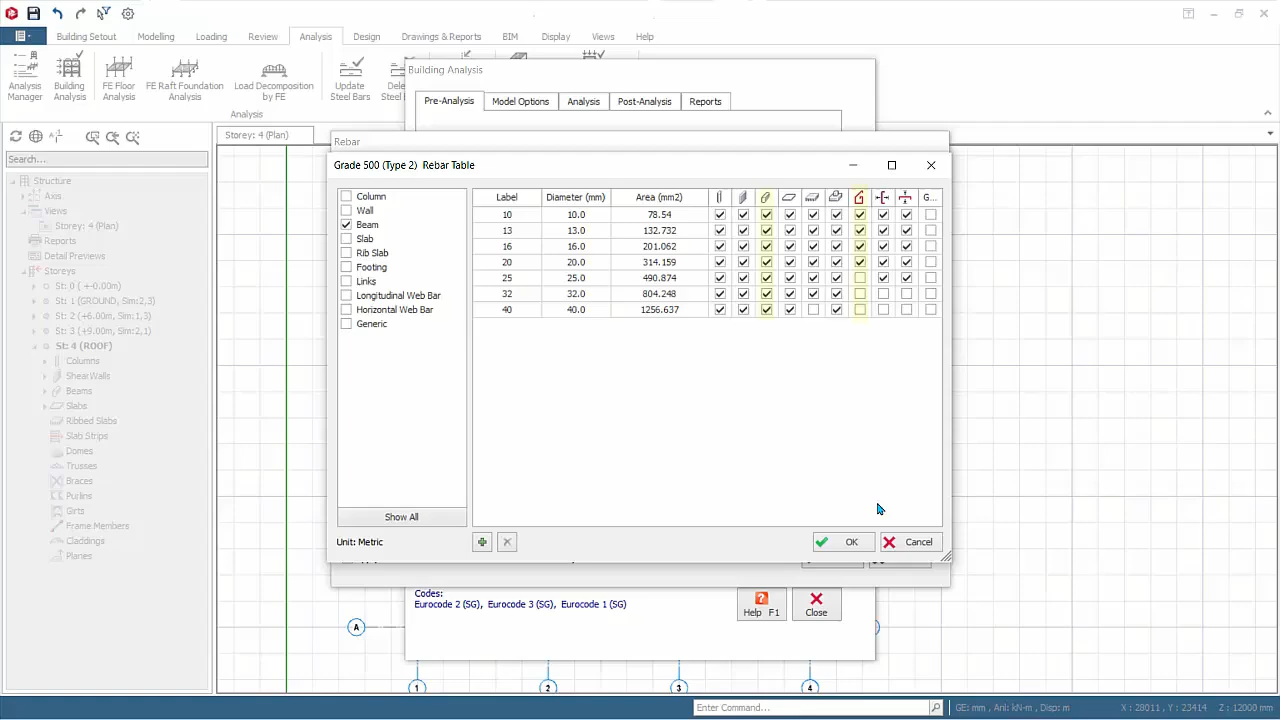 Building Setout Modelling Loading Review Analysis Design Drawings & Reports BIM Display Views Help
Analysis Manager
Building Analysis
FE Floor Analysis
FE Raft Foundation Analysis
Load Decomposition by FE
Update Steel Bars
Analysis
Building Analysis
Pre-Analysis Model Options Analysis Post-Analysis Reports
Storey: 4 (Plan)
Search...
Structure
Axis
Views
Storey: 4 (Plan)
Reports
Detail Previews
Storeys
St: 0 ( +-0.00m)
St: 1 (GROUND, Sim:2,3)
St: 2 (+6.00m, Sim:1,3)
St: 3 (+9.00m, Sim:2,1)
St: 4 (ROOF)
Columns
ShearWalls
Beams
Slabs
Ribbed Slabs
Slab Strips
Domes
Trusses
Braces
Purlins
Girts
Frame Members
Claddings
Planes
Rebar
Grade 500 (Type 2) Rebar Table
Column
Wall
Beam
Slab
Rib Slab
Footing
Links
Longitudinal Web Bar
Horizontal Web Bar
Generic
Show All
Unit: Metric
Label Diameter (mm) Area (mm2) G...
10 10.0 78.54
13 13.0 132.732
16 16.0 201.062
20 20.0 314.159
25 25.0 490.874
32 32.0 804.248
40 40.0 1256.637
OK Cancel
Codes:
Eurocode 2 (SG), Eurocode 3 (SG), Eurocode 1 (SG)
Help F1 Close
A
1 2 3 4
Enter Command...
GE: mm, Anl: kN-m , Disp: m
X : 28011 , Y : 23414 Z : 12000 mm